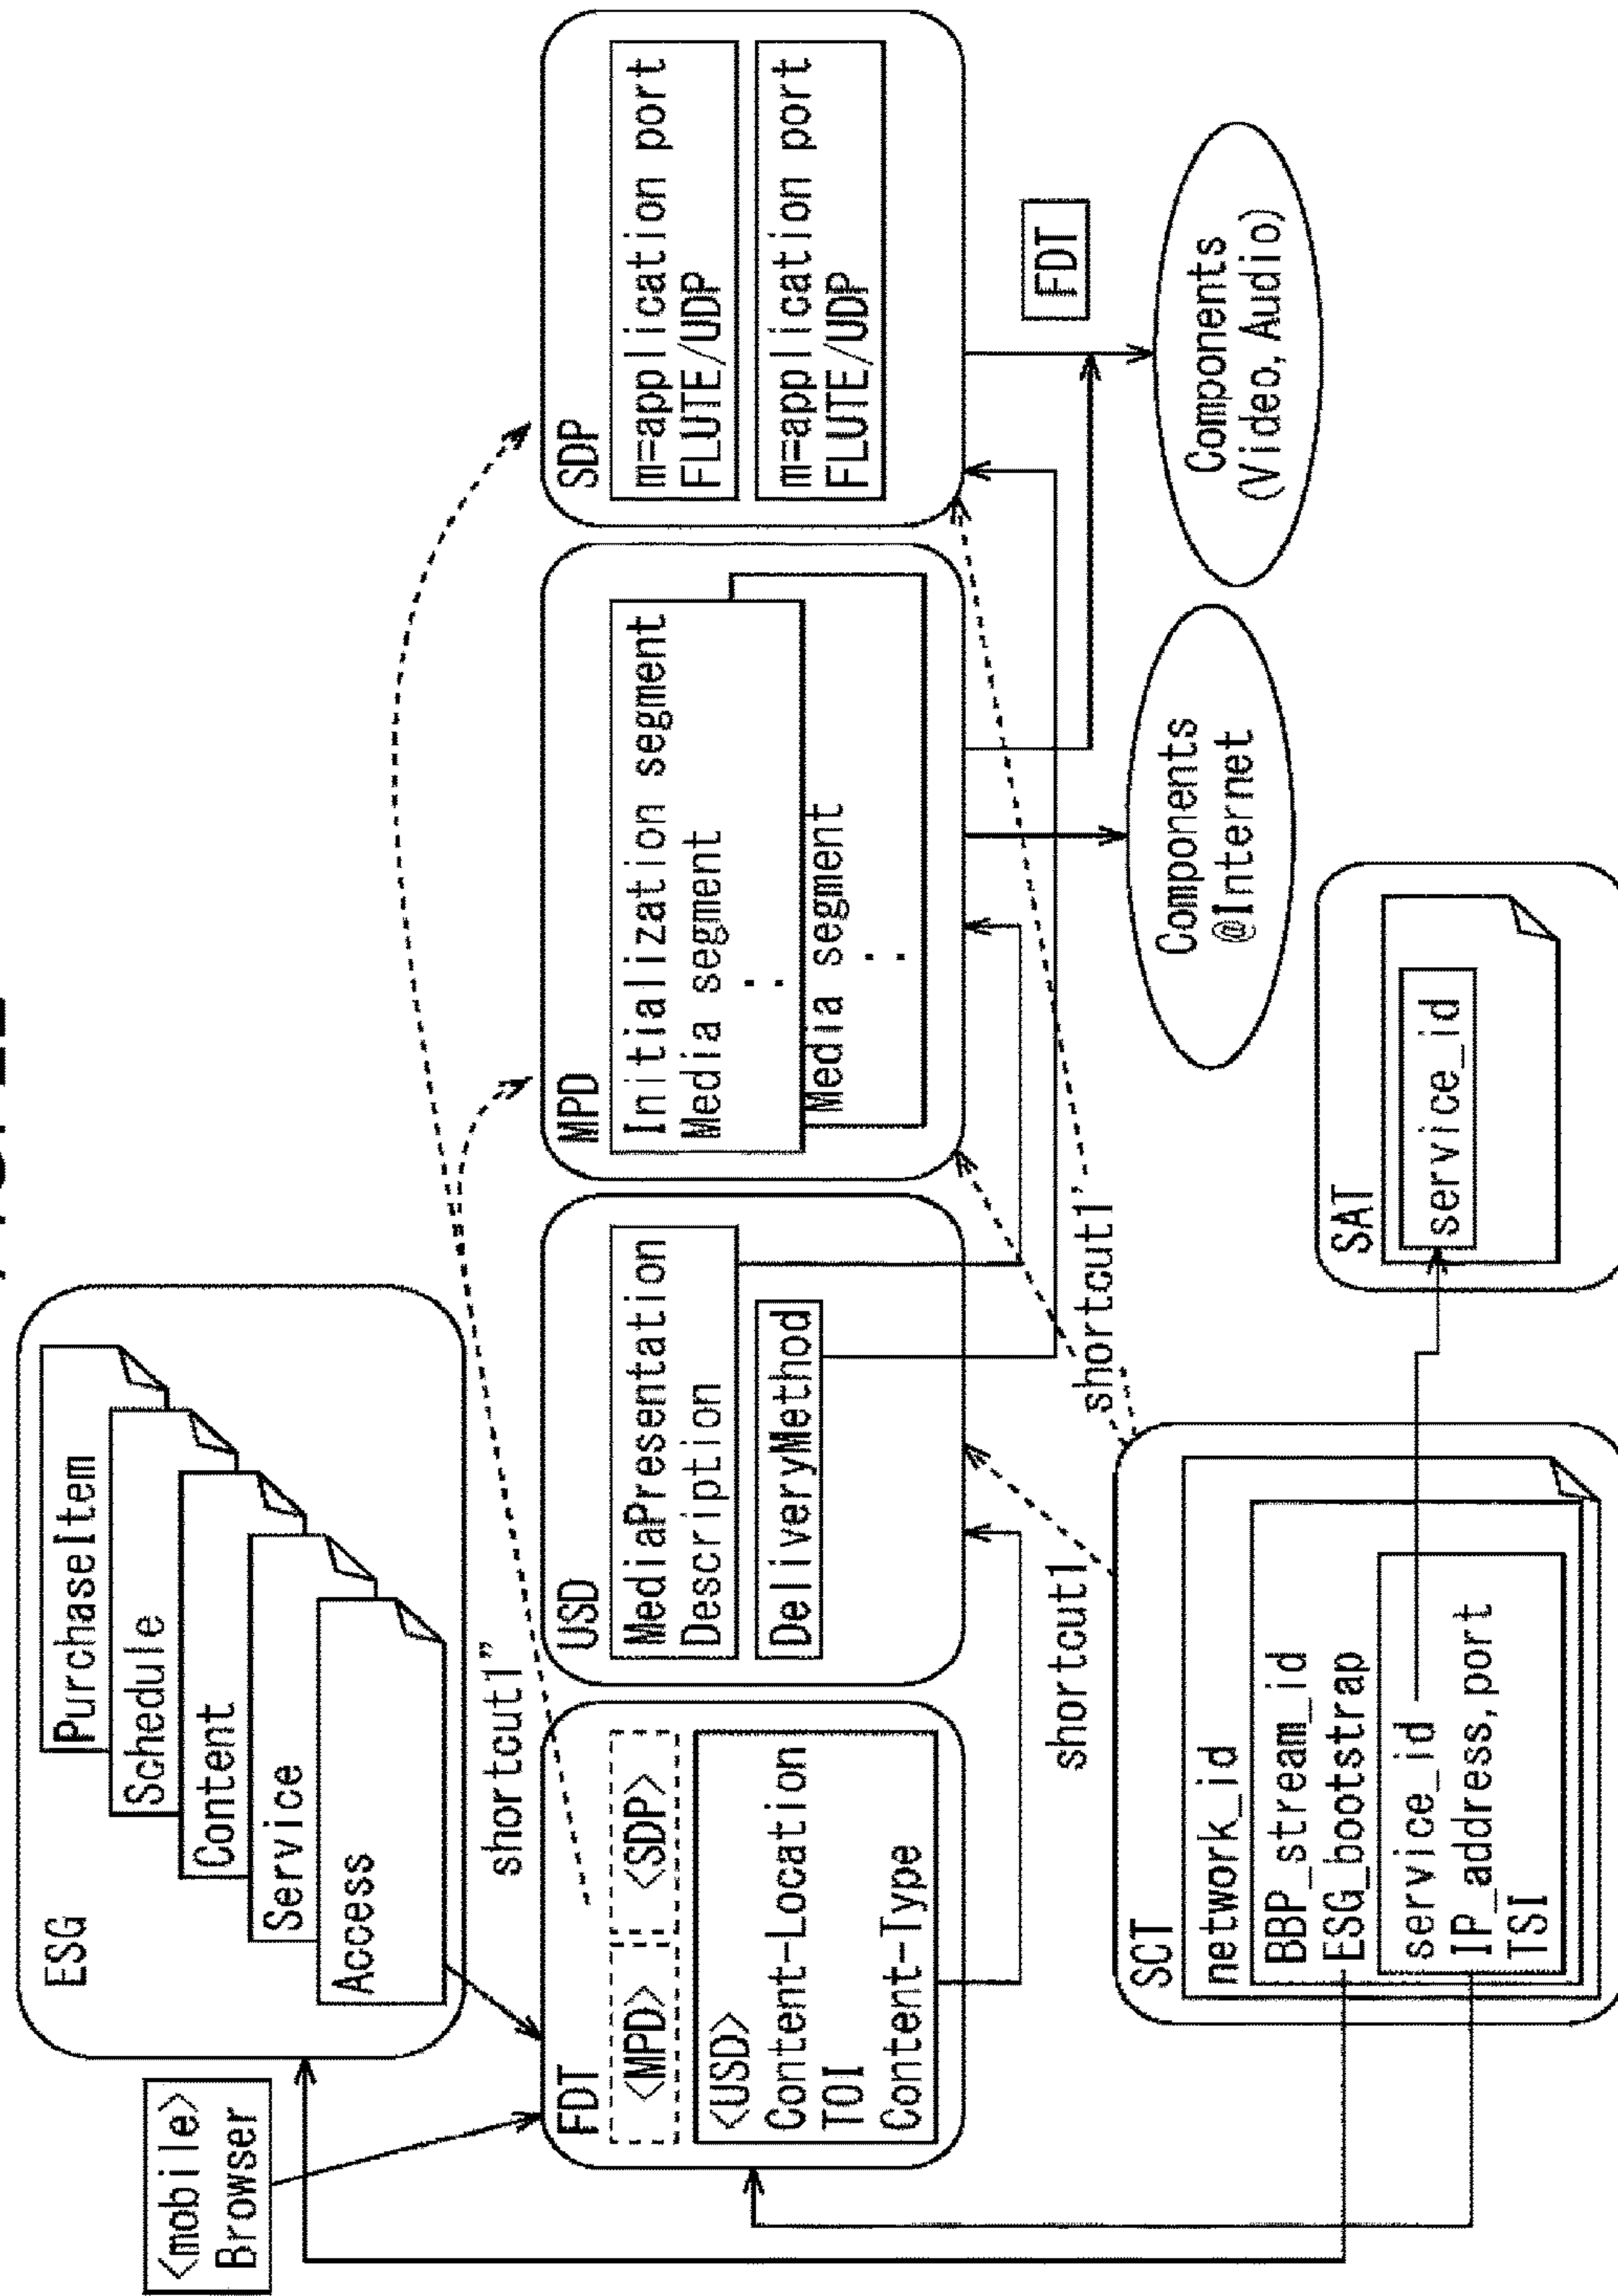 <mobile>
Browser
ESG
PurchaseItem
Schedule
Content
Service
Access
shortcut1"
FDT
<MPD>
<SDP>
<USD>
Content-Location
TOI
Content-Type
USD
MediaPresentation
Description
DeliveryMethod
MPD
Initialization segment
Media segment
:
Media segment
:
SDP
m=application port
FLUTE/UDP
m=application port
FLUTE/UDP
FDT
shortcut1
shortcut1'
Components
@Internet
Components
(Video, Audio)
SCT
network_id
BBP_stream_id
ESG_bootstrap
service_id
IP_address, port
TSI
SAT
service_id